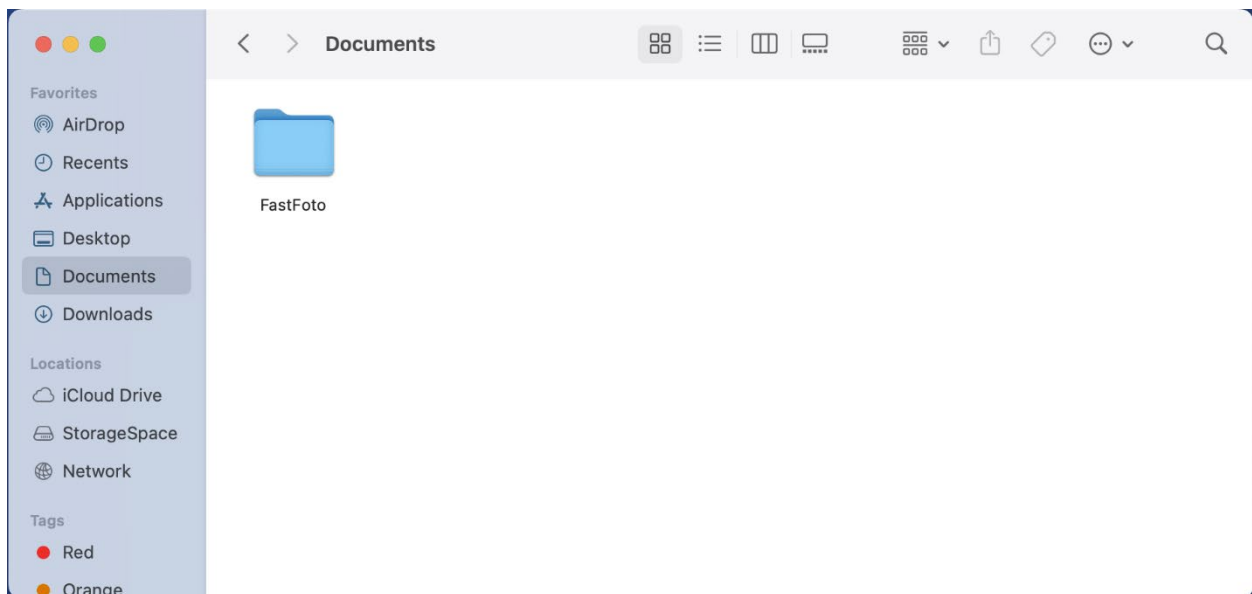 Documents
Favorites
AirDrop
Recents
Applications
Desktop
Documents
Downloads
Locations
iCloud Drive
StorageSpace
Network
Tags
Red
Orange
FastFoto